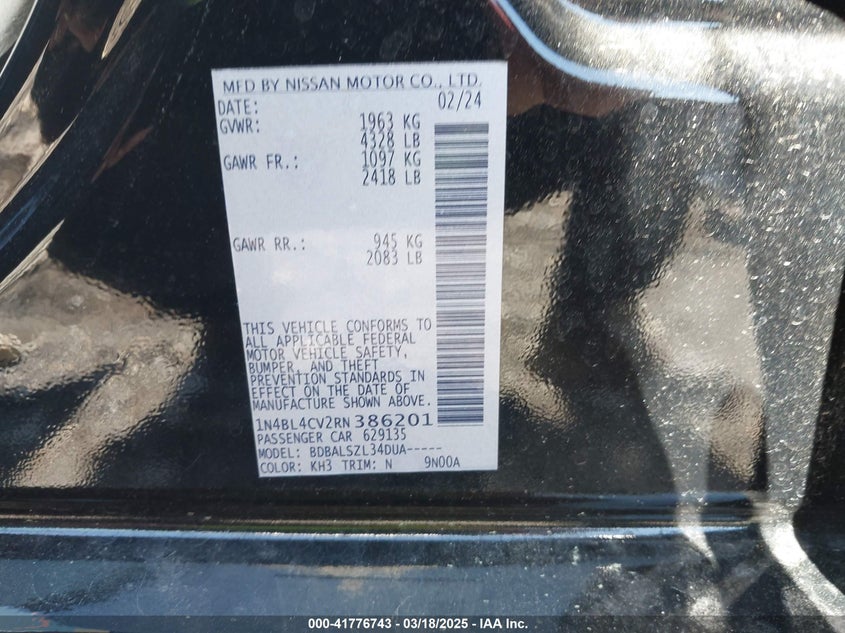 MFD BY NISSAN MOTOR CO., LTD.
DATE: 02/24
GVWR: 1963 KG
4328 LB
GAWR FR.: 1097 KG
2418 LB
GAWR RR.: 945 KG
2083 LB
THIS VEHICLE CONFORMS TO
ALL APPLICABLE FEDERAL
MOTOR VEHICLE SAFETY,
BUMPER, AND THEFT
PREVENTION STANDARDS IN
EFFECT ON THE DATE OF
MANUFACTURE SHOWN ABOVE.
1N4BL4CV2RN386201
PASSENGER CAR 629135
MODEL: BDBALSZL34DUA-----
COLOR: KH3 TRIM: N 9N00A
000-41776743 / 03/18/2025 - IAA Inc.